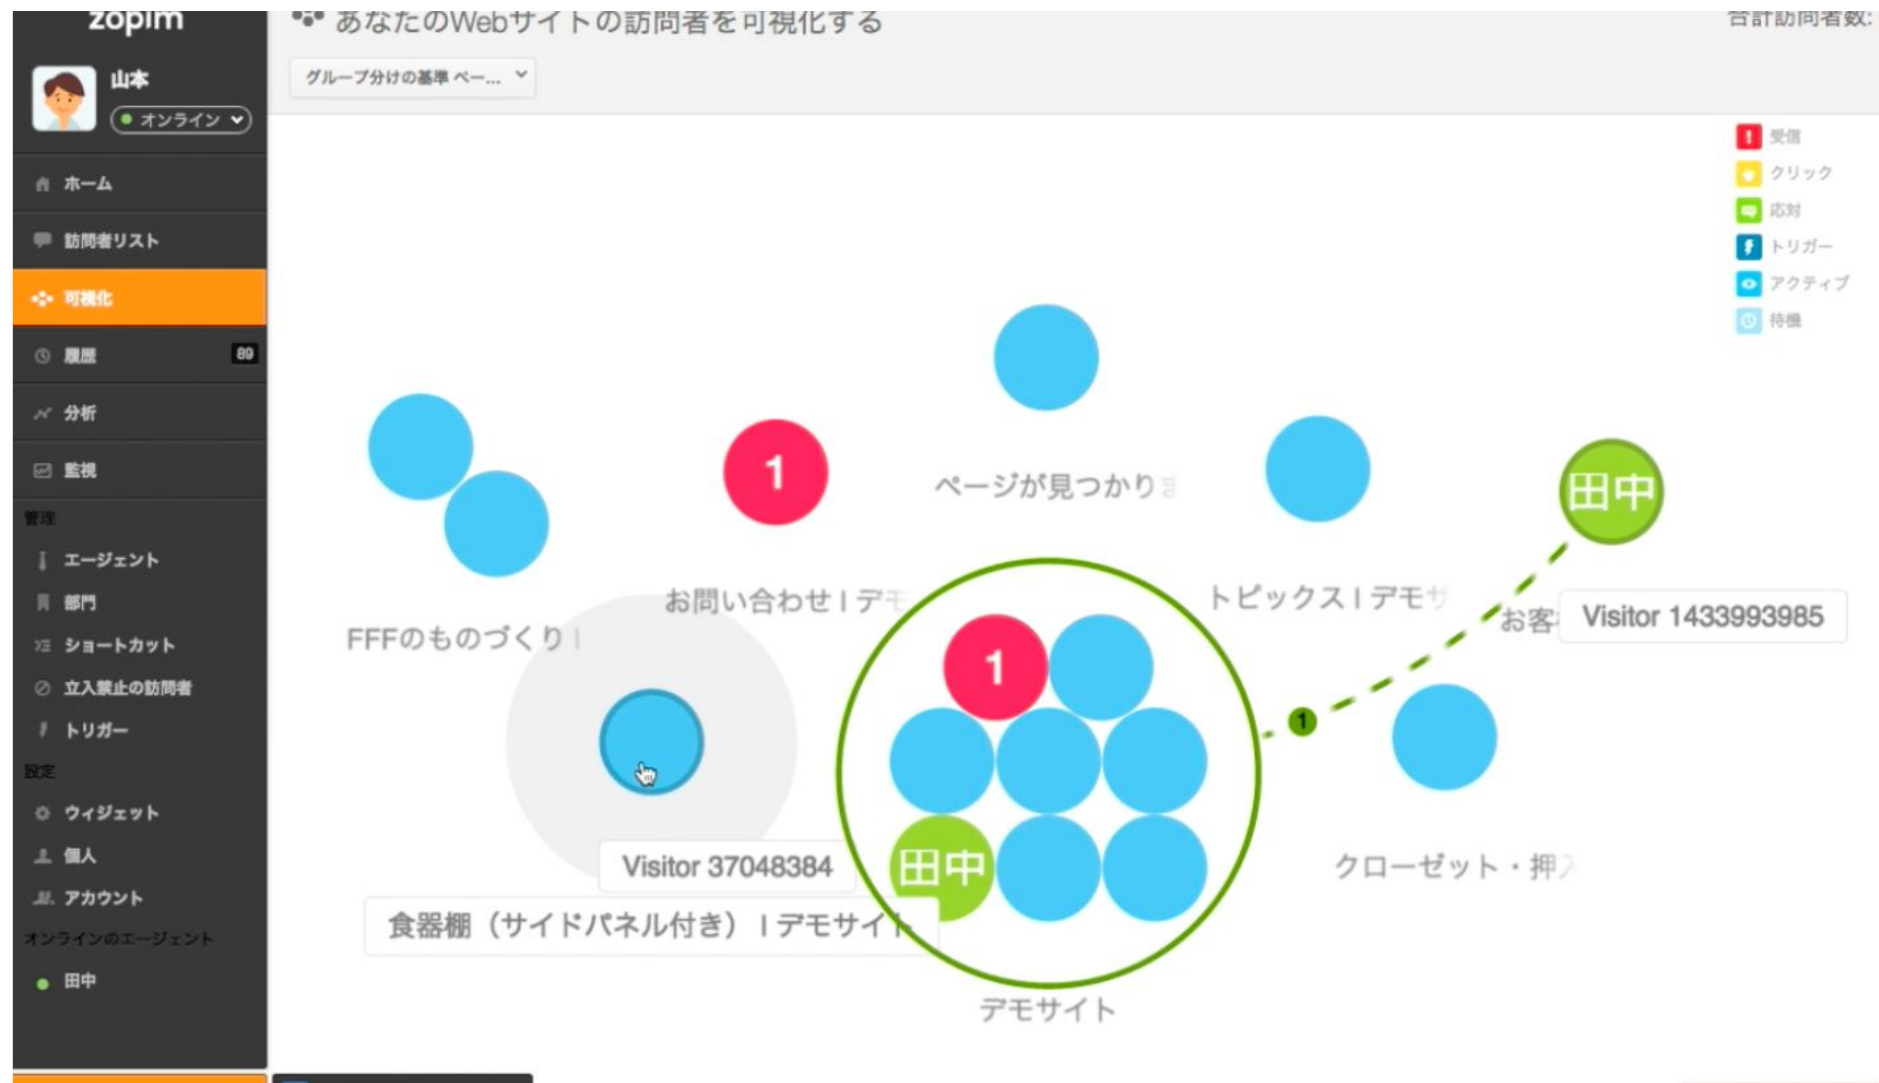 zopim
山本
オンライン
ホーム
訪問者リスト
可視化
履歴
89
分析
監視
管理
エージェント
部門
ショートカット
立入禁止の訪問者
トリガー
設定
ウィジェット
個人
アカウント
オンラインのエージェント
田中
あなたのWebサイトの訪問者を可視化する
合計訪問者数:
グループ分けの基準 ペー...
受信
クリック
応対
トリガー
アクティブ
待機
1
ページが見つかりま
田中
お問い合わせ | デモ
トピックス | デモサ
お客
Visitor 1433993985
FFFのものづくり |
1
1
Visitor 37048384
田中
クローゼット・押入
食器棚（サイドパネル付き） | デモサイト
デモサイト